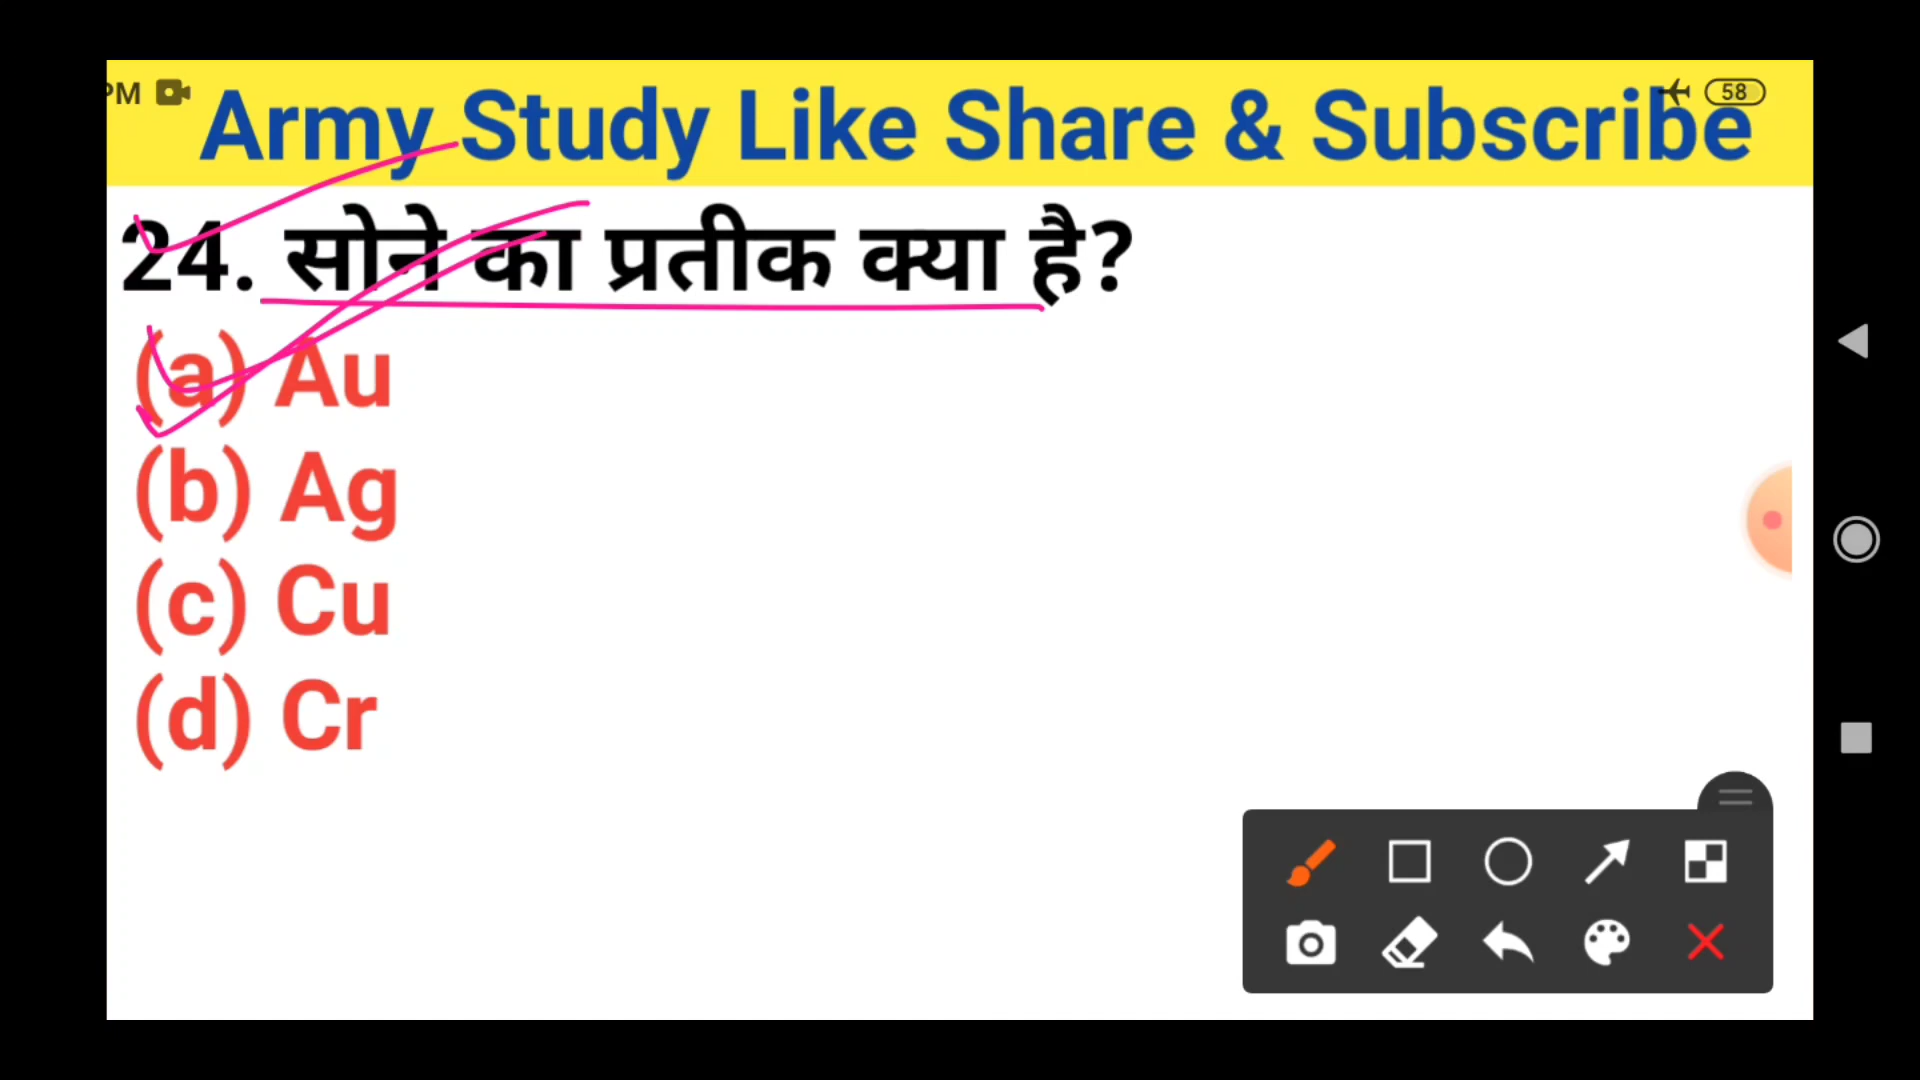 PM 58
Army Study Like Share & Subscribe
24. सोने का प्रतीक क्या है?
(a) Au
(b) Ag
(c) Cu
(d) Cr